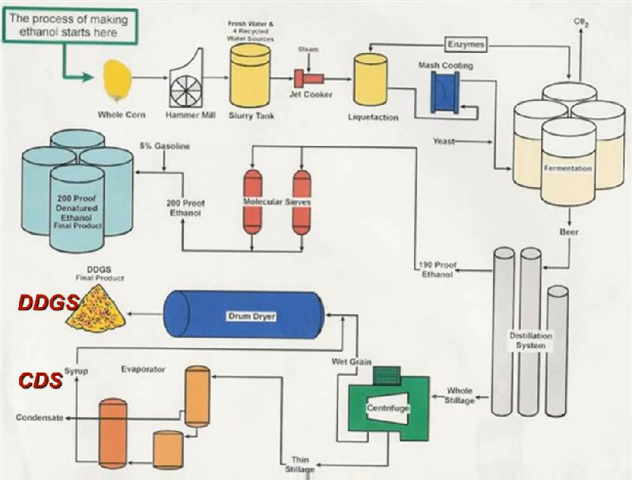 The process of making
ethanol starts here
Fresh Water &
4 Recycled
Water Sources
CO2
Steam
Enzymes
Mash Cooling
Whole Corn
Hammer Mill
Slurry Tank
Jet Cooker
Liquefaction
Yeast
Fermentation
5% Gasoline
200 Proof
Denatured
Ethanol
Final Product
200 Proof
Ethanol
Molecular Sieves
Beer
190 Proof
Ethanol
DDGS
Final Product
DDGS
Drum Dryer
Distillation
System
CDS
Syrup
Evaporator
Wet Grain
Whole
Stillage
Centrifuge
Condensate
Thin
Stillage